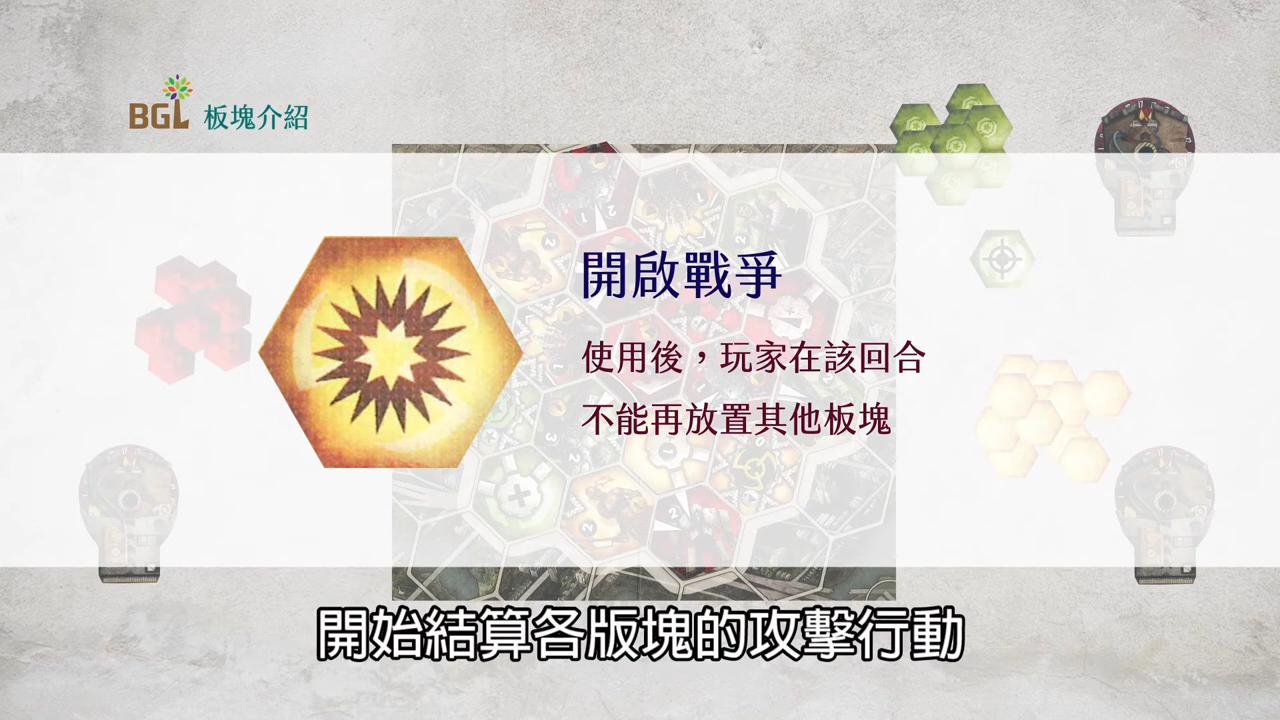 BGL 板塊介紹
開啟戰爭
使用後，玩家在該回合
不能再放置其他板塊
開始結算各版塊的攻擊行動